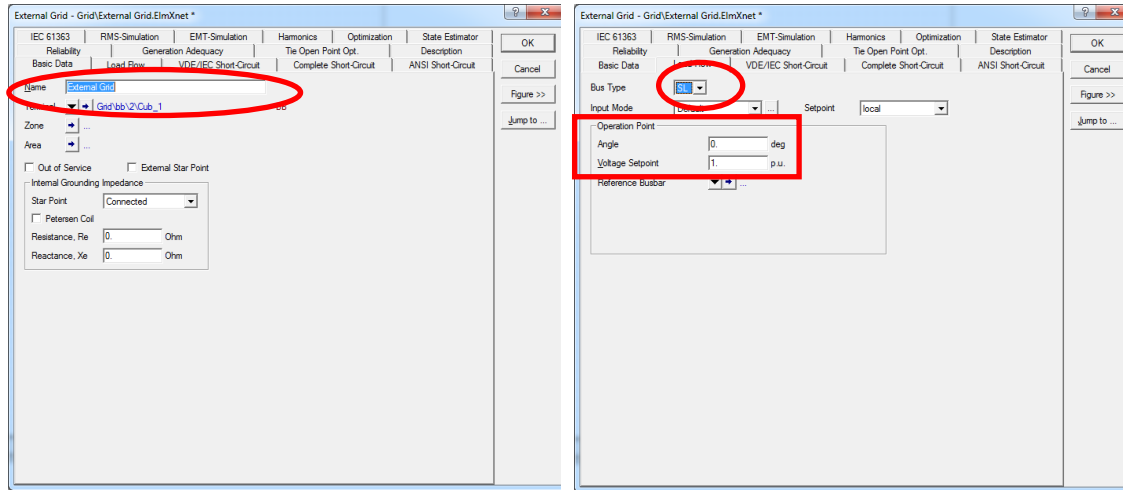 External Grid - Grid\External Grid.ElmXnet *
IEC 61363 RMS-Simulation EMT-Simulation Harmonics Optimization State Estimator
Reliability Generation Adequacy Tie Open Point Opt. Description
Basic Data Load Flow VDE/IEC Short-Circuit Complete Short-Circuit ANSI Short-Circuit
Name External Grid
Terminal Grid\bb\2\Cub_1 BB
Zone ...
Area ...
Out of Service External Star Point
Internal Grounding Impedance
Star Point Connected
Petersen Coil
Resistance, Re 0. Ohm
Reactance, Xe 0. Ohm
OK
Cancel
Figure >>
Jump to ...
External Grid - Grid\External Grid.ElmXnet *
IEC 61363 RMS-Simulation EMT-Simulation Harmonics Optimization State Estimator
Reliability Generation Adequacy Tie Open Point Opt. Description
Basic Data Load Flow VDE/IEC Short-Circuit Complete Short-Circuit ANSI Short-Circuit
Bus Type SL
Input Mode Default ... Setpoint local
Operation Point
Angle 0. deg
Voltage Setpoint 1. p.u.
Reference Busbar ...
OK
Cancel
Figure >>
Jump to ...